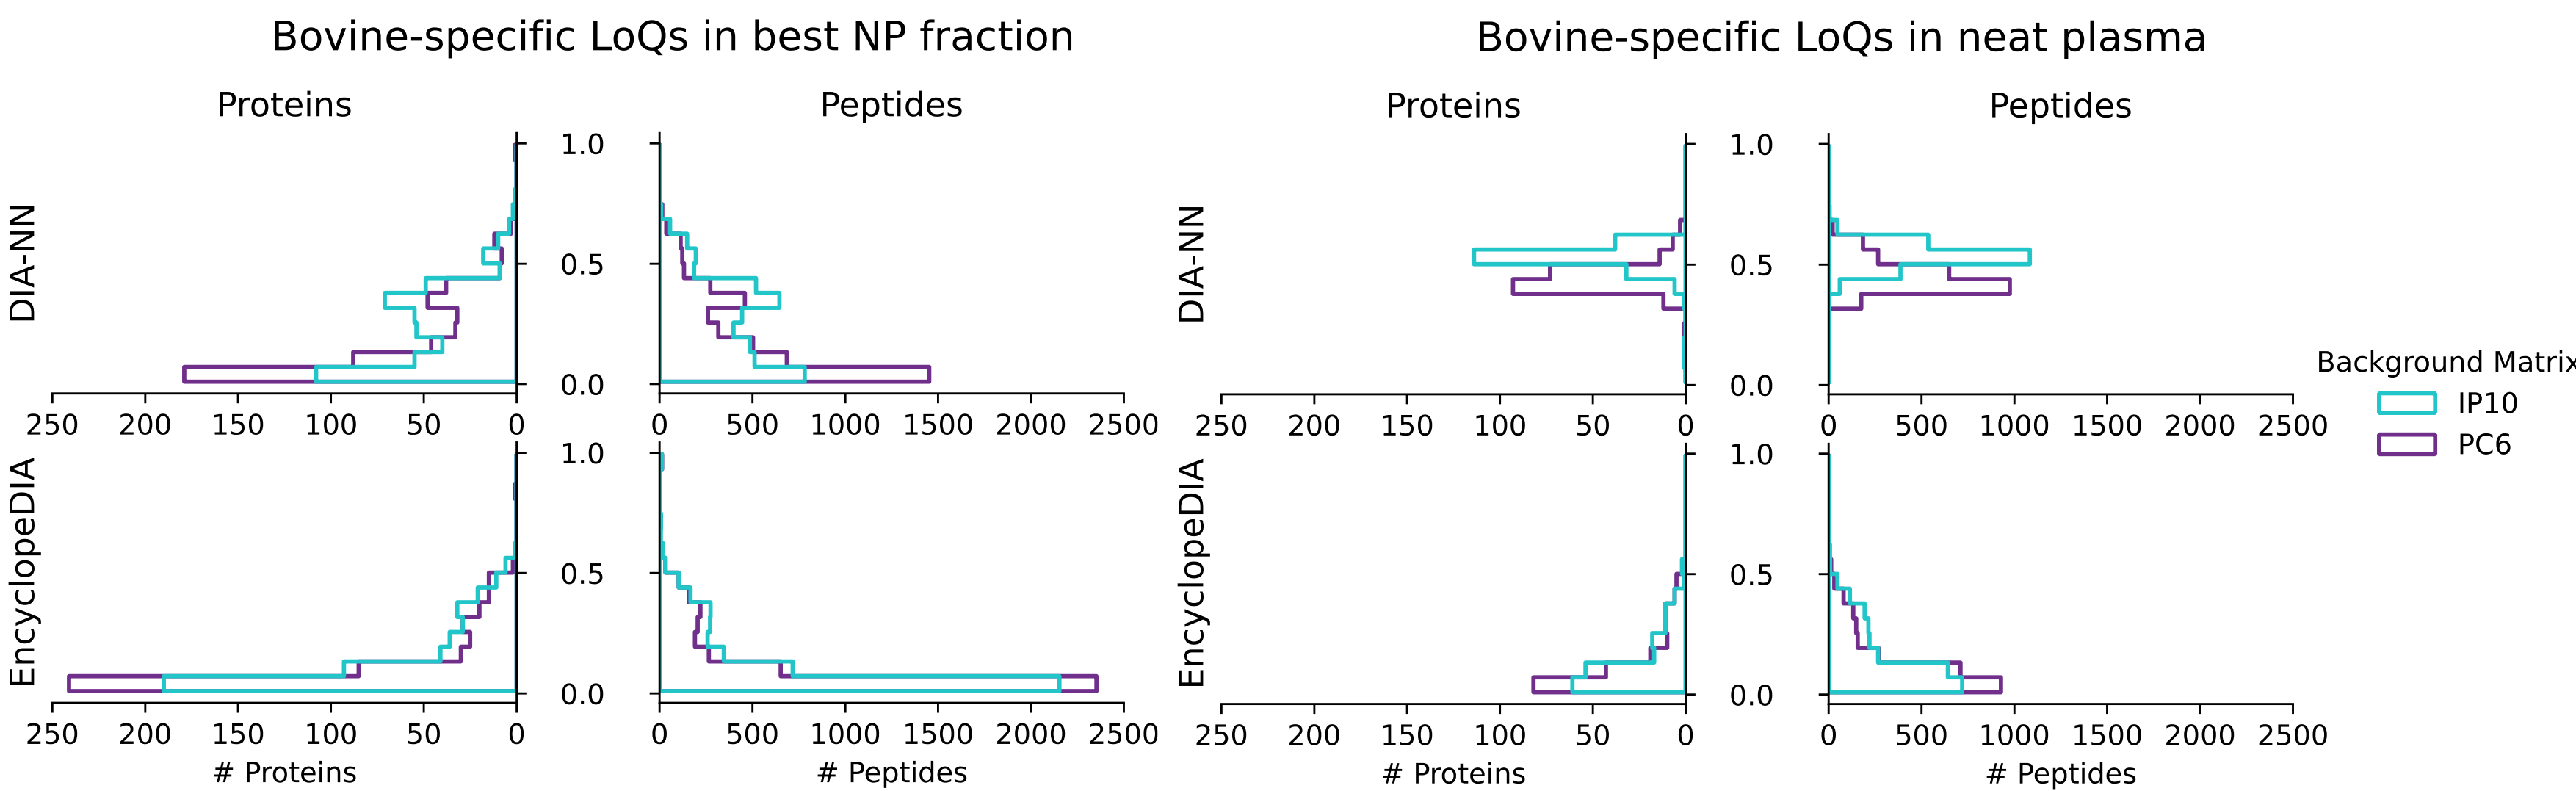 Bovine-specific LoQs in best NP fraction
Bovine-specific LoQs in neat plasma
Proteins
Peptides
Proteins
Peptides
DIA-NN
1.0
0.5
0.0
250 200 150 100 50 0
0 500 1000 1500 2000 2500
DIA-NN
1.0
0.5
0.0
250 200 150 100 50 0
0 500 1000 1500 2000 2500
EncyclopeDIA
1.0
0.5
0.0
250 200 150 100 50 0
# Proteins
0 500 1000 1500 2000 2500
# Peptides
EncyclopeDIA
1.0
0.5
0.0
250 200 150 100 50 0
# Proteins
0 500 1000 1500 2000 2500
# Peptides
Background Matrix
IP10
PC6